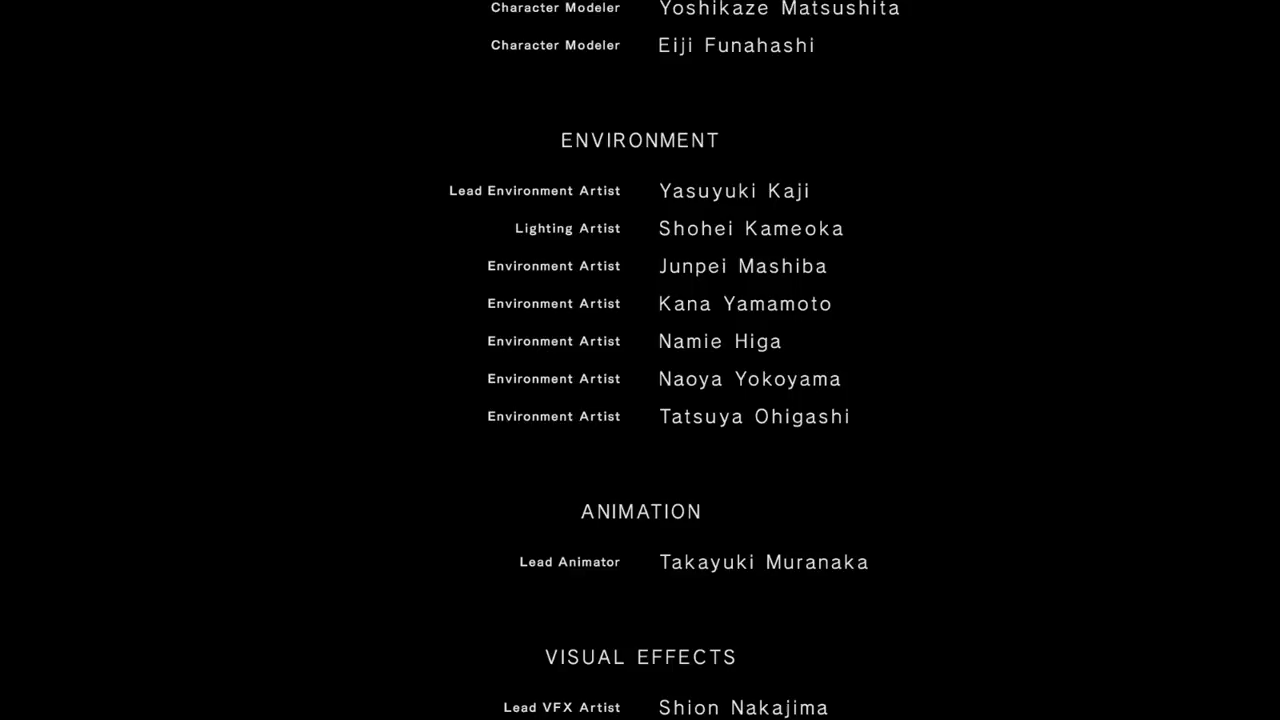 Character Modeler Yoshikaze Matsushita
Character Modeler Eiji Funahashi
ENVIRONMENT
Lead Environment Artist Yasuyuki Kaji
Lighting Artist Shohei Kameoka
Environment Artist Junpei Mashiba
Environment Artist Kana Yamamoto
Environment Artist Namie Higa
Environment Artist Naoya Yokoyama
Environment Artist Tatsuya Ohigashi
ANIMATION
Lead Animator Takayuki Muranaka
VISUAL EFFECTS
Lead VFX Artist Shion Nakajima